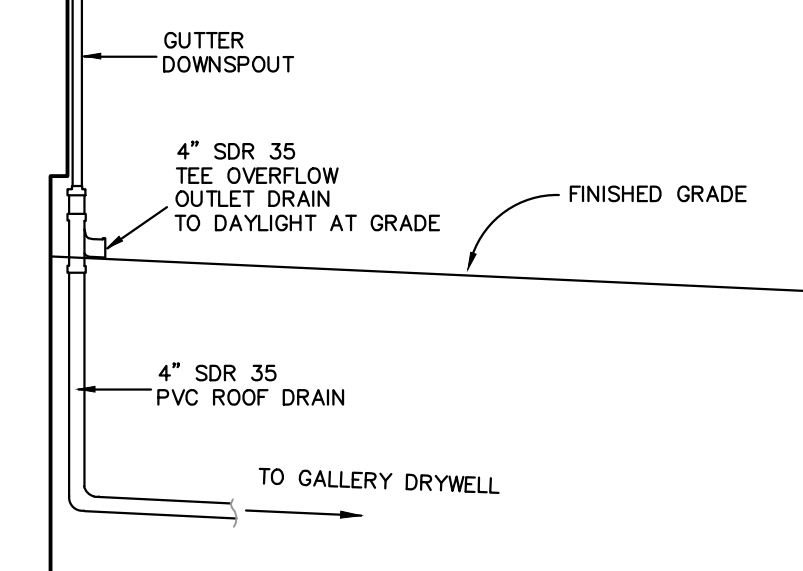 GUTTER
DOWNSPOUT
4" SDR 35
TEE OVERFLOW
OUTLET DRAIN
TO DAYLIGHT AT GRADE
FINISHED GRADE
4" SDR 35
PVC ROOF DRAIN
TO GALLERY DRYWELL